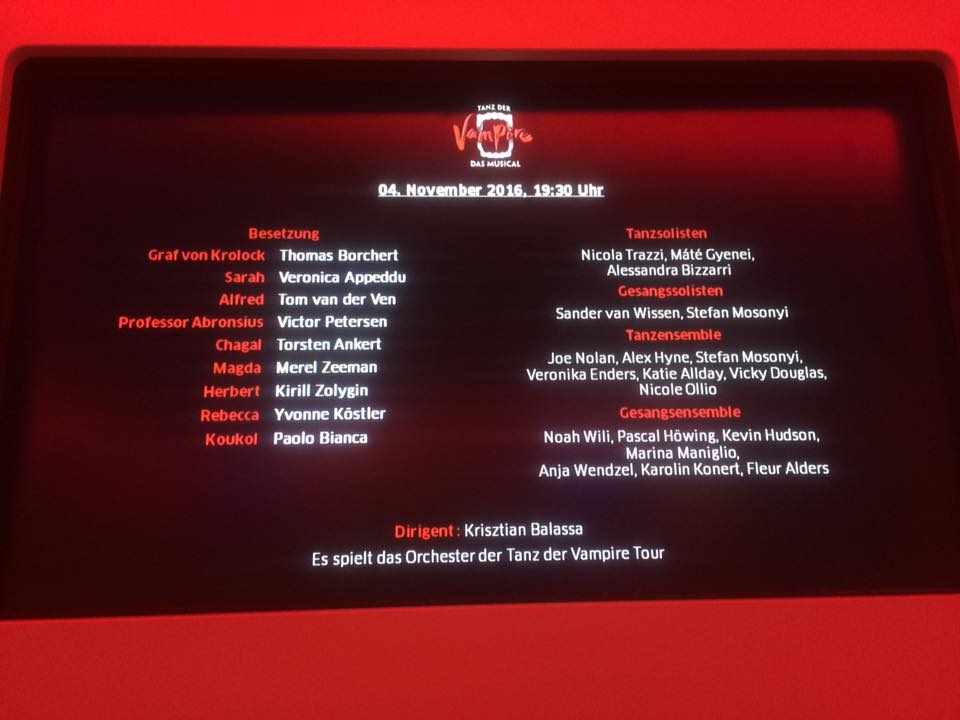 TANZ DER
Vampire
DAS MUSICAL
04. November 2016, 19:30 Uhr
Besetzung
Graf von Krolock Thomas Borchert
Sarah Veronica Appeddu
Alfred Tom van der Ven
Professor Abronsius Victor Petersen
Chagal Torsten Ankert
Magda Merel Zeeman
Herbert Kirill Zolygin
Rebecca Yvonne Köstler
Koukol Paolo Bianca
Tanzsolisten
Nicola Trazzi, Máté Gyenei,
Alessandra Bizzarri
Gesangssolisten
Sander van Wissen, Stefan Mosonyi
Tanzensemble
Joe Nolan, Alex Hyne, Stefan Mosonyi,
Veronika Enders, Katie Allday, Vicky Douglas,
Nicole Ollio
Gesangsensemble
Noah Wili, Pascal Höwing, Kevin Hudson,
Marina Maniglio,
Anja Wendzel, Karolin Konert, Fleur Alders
Dirigent: Krisztian Balassa
Es spielt das Orchester der Tanz der Vampire Tour